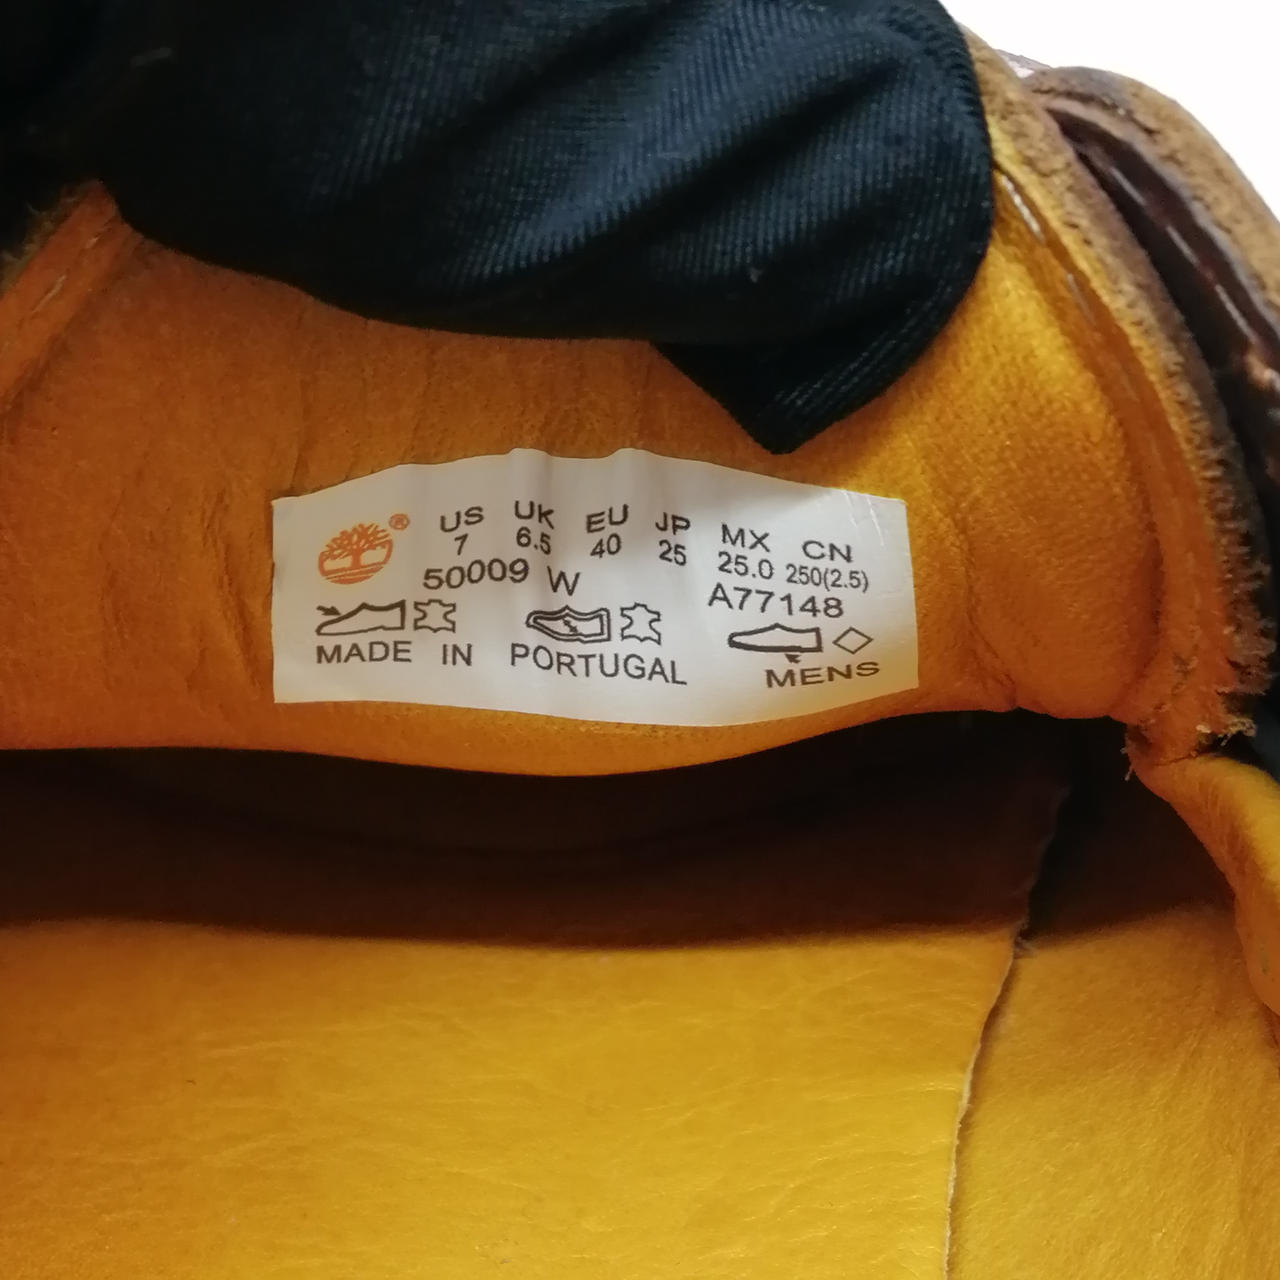 ®
US UK EU JP MX CN
7 6.5 40 25 25.0 250(2.5)
50009 W A77148
MADE IN PORTUGAL MENS